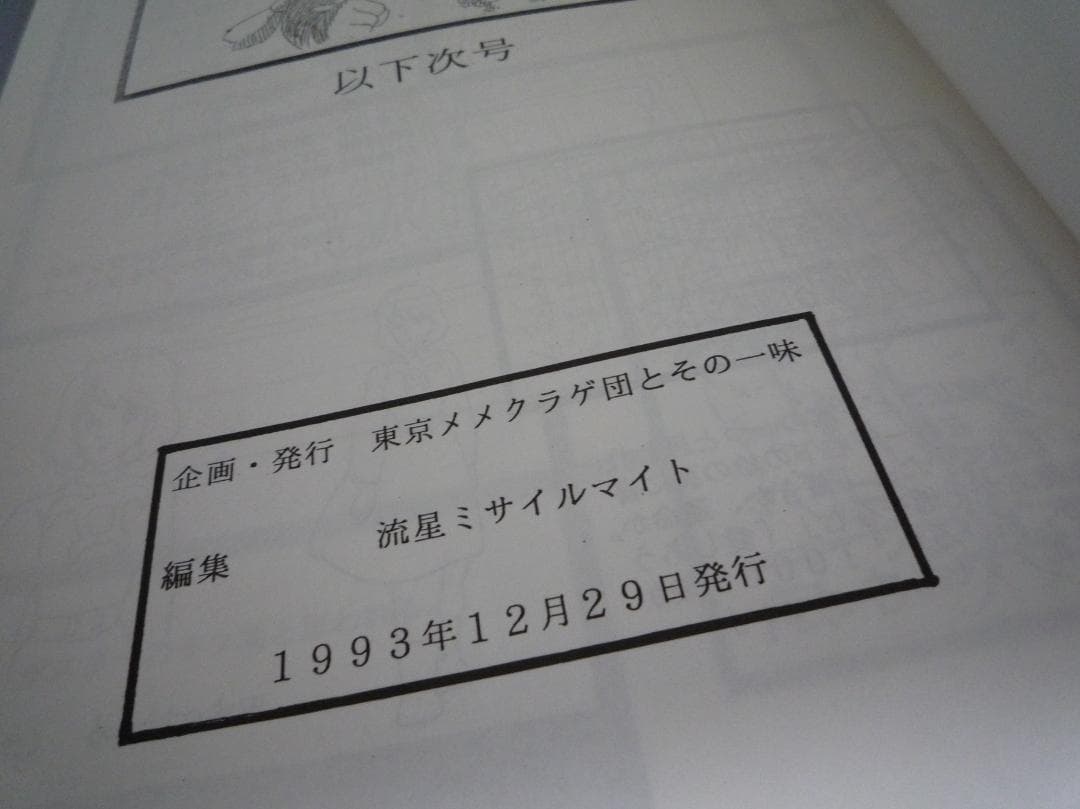 以下次号
企画・発行　東京メメクラゲ団とその一味
編集　流星ミサイルマイト
１９９３年１２月２９日発行